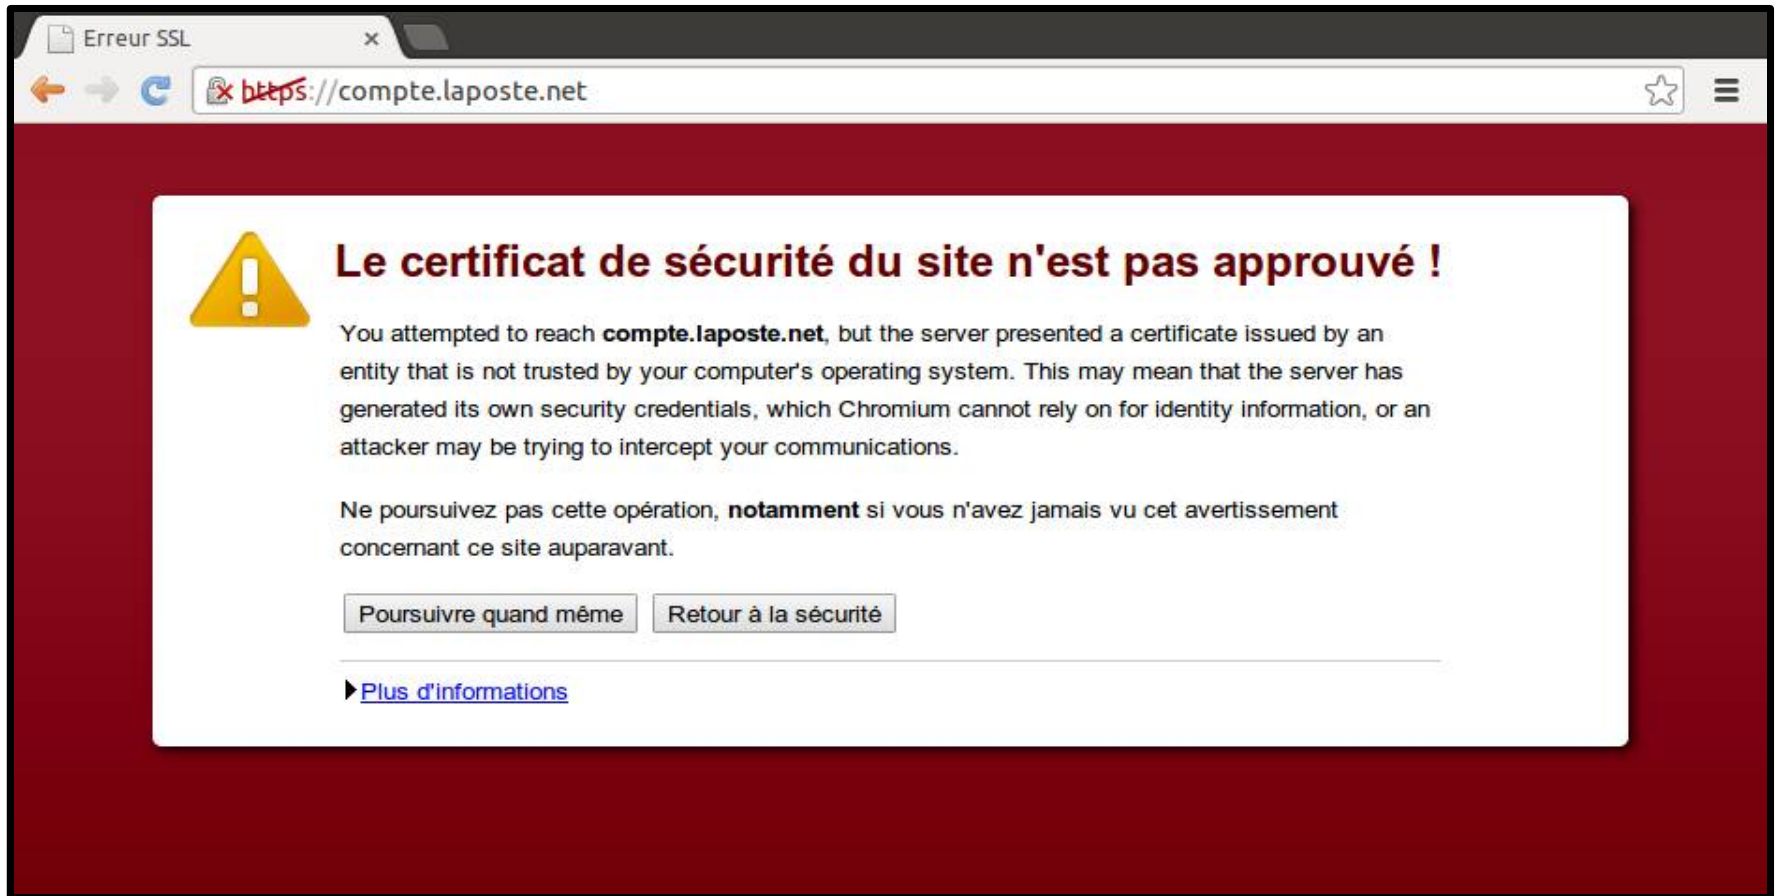 Erreur SSL
https://compte.laposte.net
Le certificat de sécurité du site n'est pas approuvé !
You attempted to reach compte.laposte.net, but the server presented a certificate issued by an
entity that is not trusted by your computer's operating system. This may mean that the server has
generated its own security credentials, which Chromium cannot rely on for identity information, or an
attacker may be trying to intercept your communications.
Ne poursuivez pas cette opération, notamment si vous n'avez jamais vu cet avertissement
concernant ce site auparavant.
Poursuivre quand même Retour à la sécurité
Plus d'informations